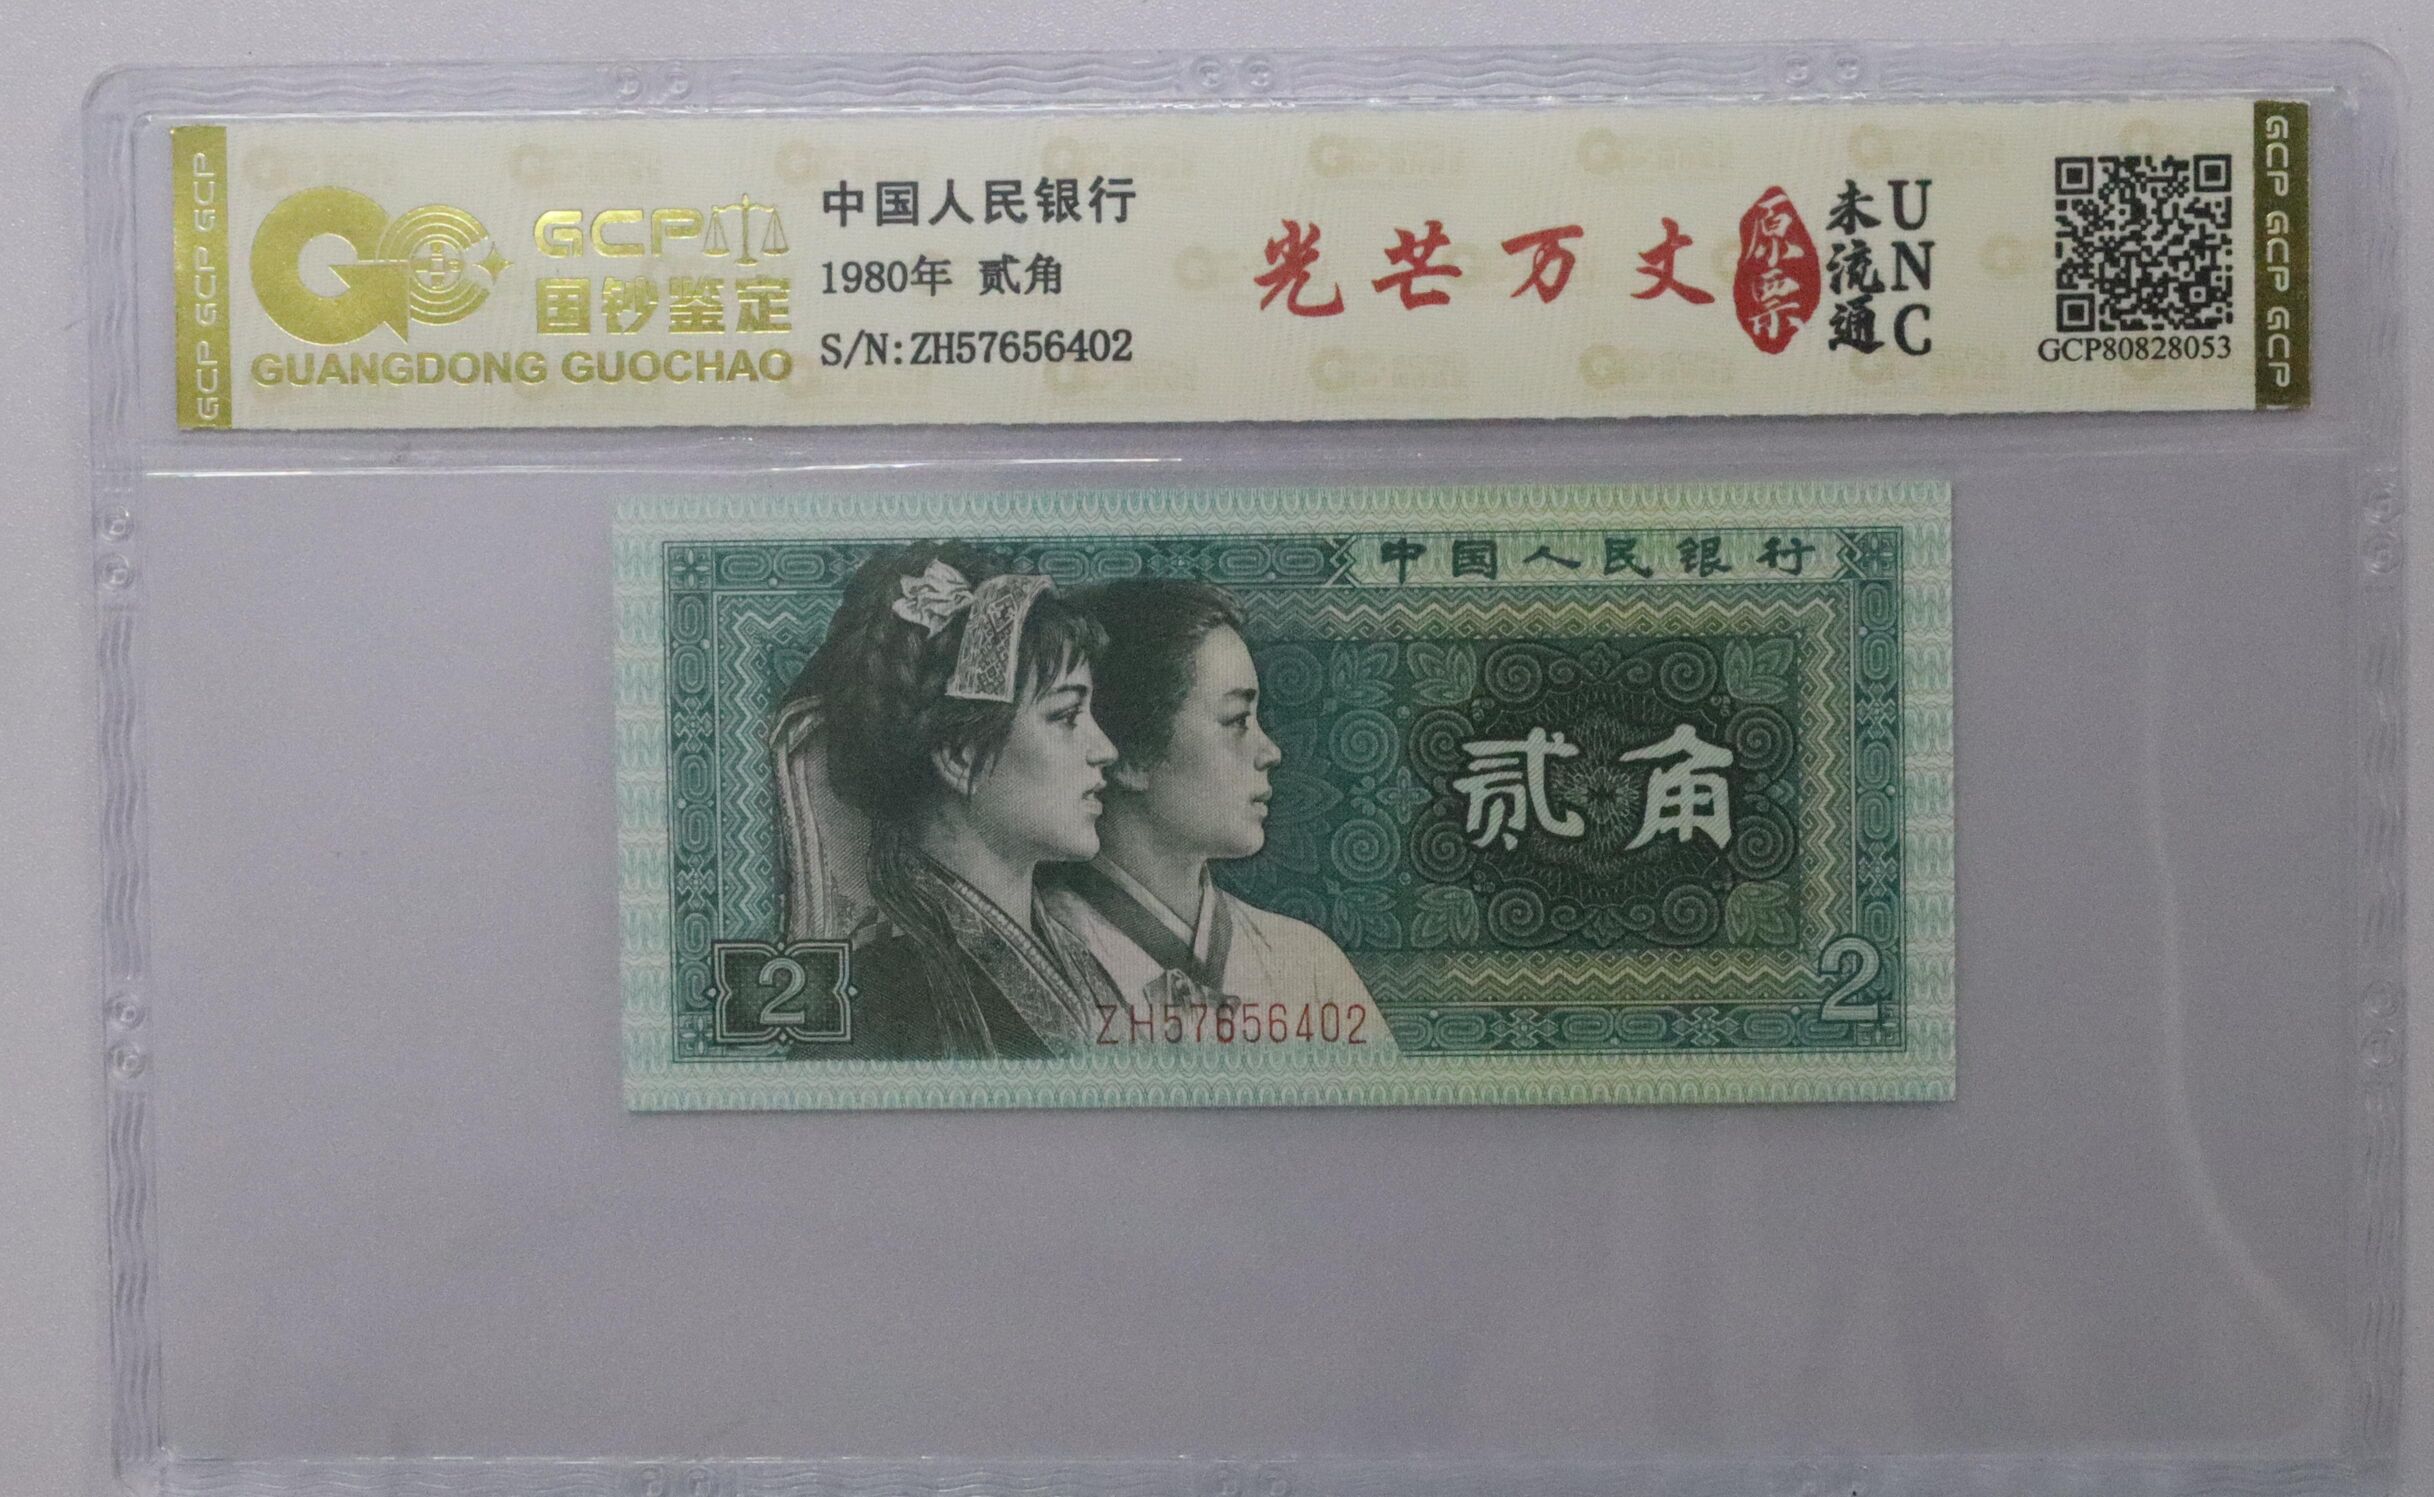 GCP GCP GCP
GCP
国钞鉴定
GUANGDONG GUOCHAO
中国人民银行
1980年 贰角
S/N:ZH57656402
光芒万丈
原票
未流通
UNC
GCP80828053
GCP GCP GCP
中国人民银行
贰角
2
2
ZH57656402